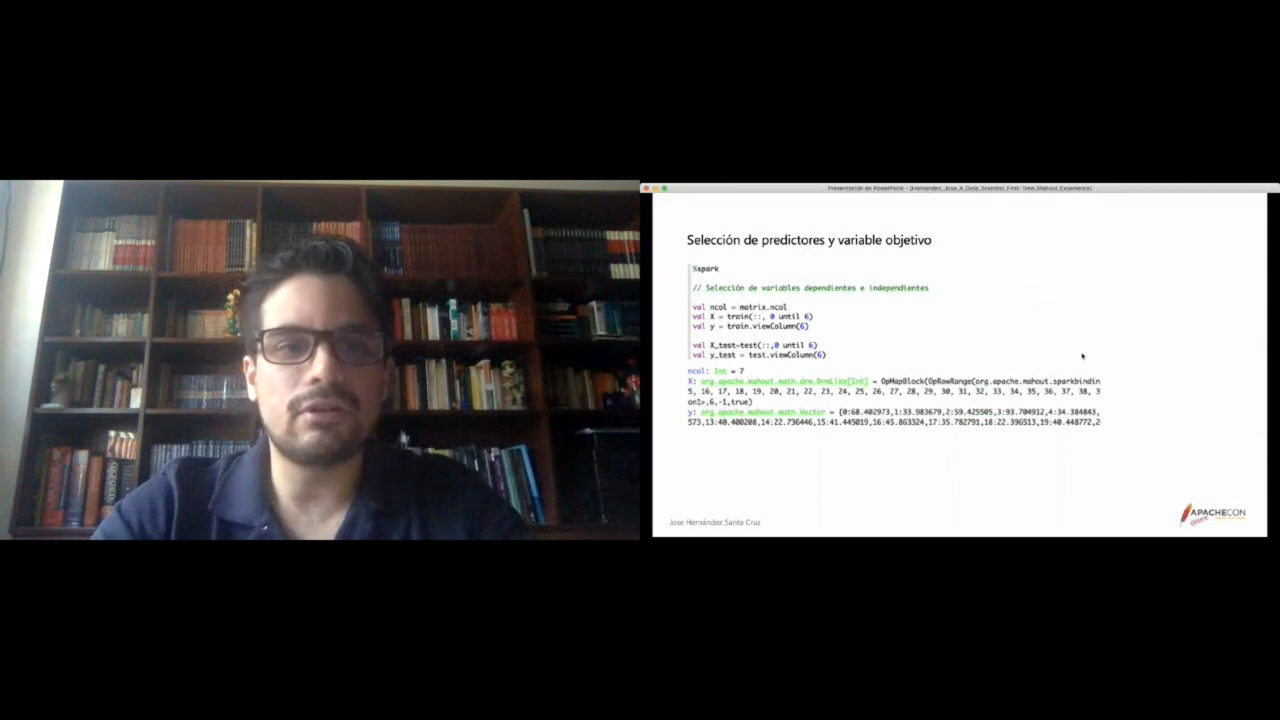 Presentación de PowerPoint - [Hernandez_Jose_A_Data_Scientist_First-Time_Mahout_Experience]
Selección de predictores y variable objetivo
%spark
// Selección de variables dependientes e independientes
val ncol = matrix.ncol
val X = train(::, 0 until 6)
val y = train.viewColumn(6)
val X_test=test(::,0 until 6)
val y_test = test.viewColumn(6)
ncol: Int = 7
X: org.apache.mahout.math.drm.DrmLike[Int] = OpMapBlock(OpRowRange(org.apache.mahout.sparkbindin
5, 16, 17, 18, 19, 20, 21, 22, 23, 24, 25, 26, 27, 28, 29, 30, 31, 32, 33, 34, 35, 36, 37, 38, 3
on1>,6,-1,true)
y: org.apache.mahout.math.Vector = {0:68.402973,1:33.983679,2:59.425505,3:93.704912,4:34.384843,
573,13:40.400208,14:22.736446,15:41.445019,16:45.863324,17:35.782791,18:22.396513,19:40.448772,2
Jose Hernández Santa Cruz
APACHECON